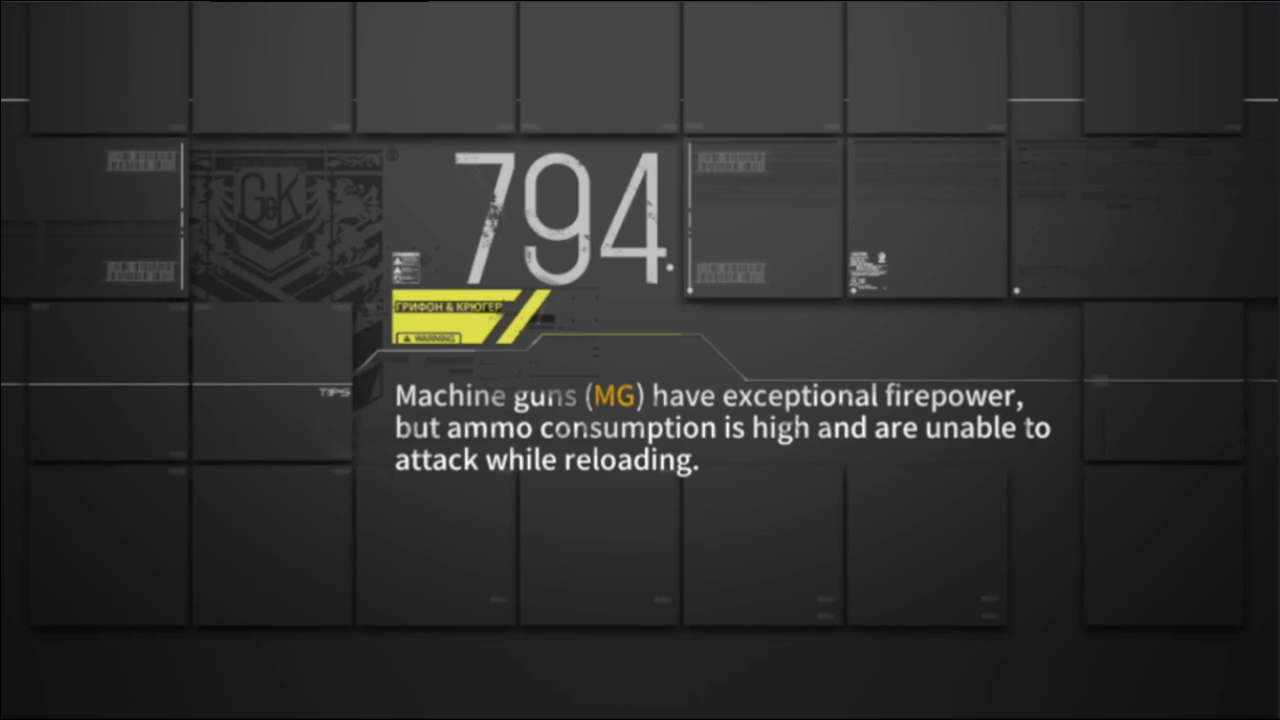 G&K
794.
ГРИФОН & КРЮГЕР
WARNING
TIPS
Machine guns (MG) have exceptional firepower,
but ammo consumption is high and are unable to
attack while reloading.